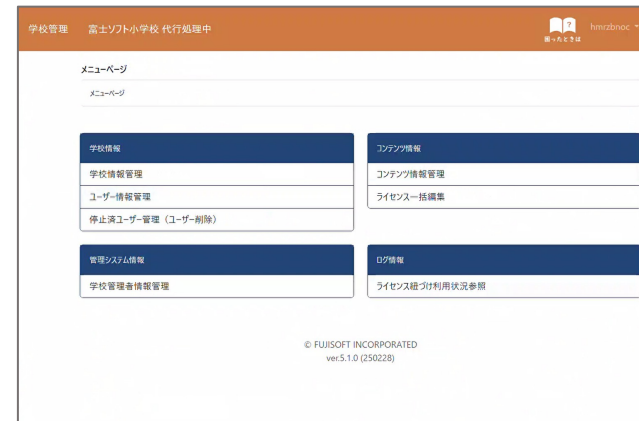 学校管理 富士ソフト小学校 代行処理中
困ったときは
hmczbnoc
メニューページ
メニューページ
学校情報
学校情報管理
ユーザー情報管理
停止済ユーザー管理（ユーザー削除）
コンテンツ情報
コンテンツ情報管理
ライセンス一括編集
管理システム情報
学校管理者情報管理
ログ情報
ライセンス紐づけ利用状況参照
© FUJISOFT INCORPORATED
ver.5.1.0 (250228)